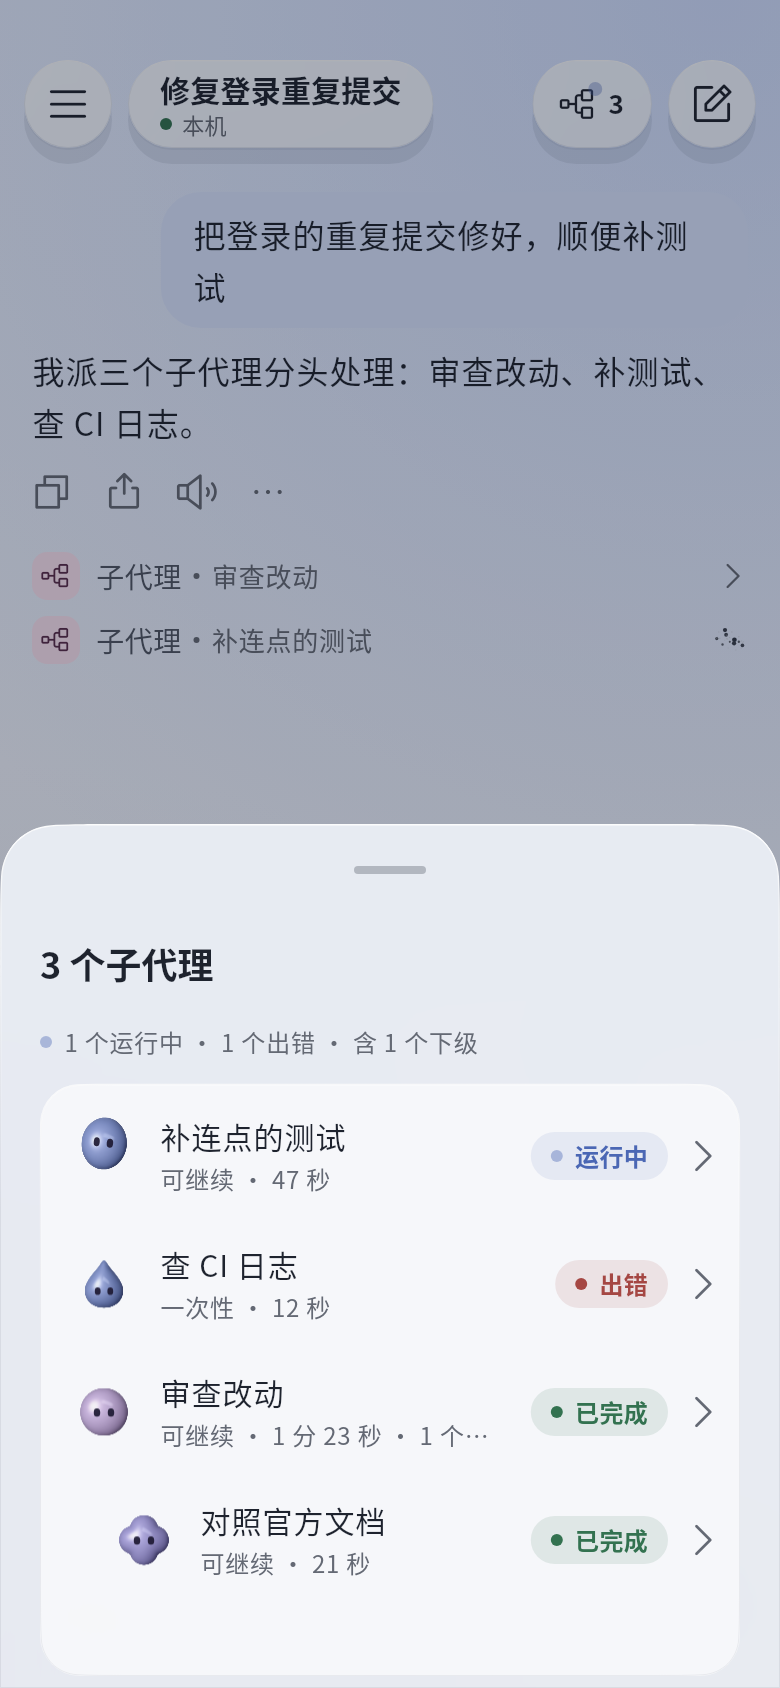 修复登录重复提交
本机
3
把登录的重复提交修好，顺便补测
试
我派三个子代理分头处理：审查改动、补测试、
查 CI 日志。
子代理 • 审查改动
子代理 • 补连点的测试
3 个子代理
1 个运行中 • 1 个出错 • 含 1 个下级
补连点的测试
可继续 • 47 秒
运行中
查 CI 日志
一次性 • 12 秒
出错
审查改动
可继续 • 1 分 23 秒 • 1 个…
已完成
对照官方文档
可继续 • 21 秒
已完成